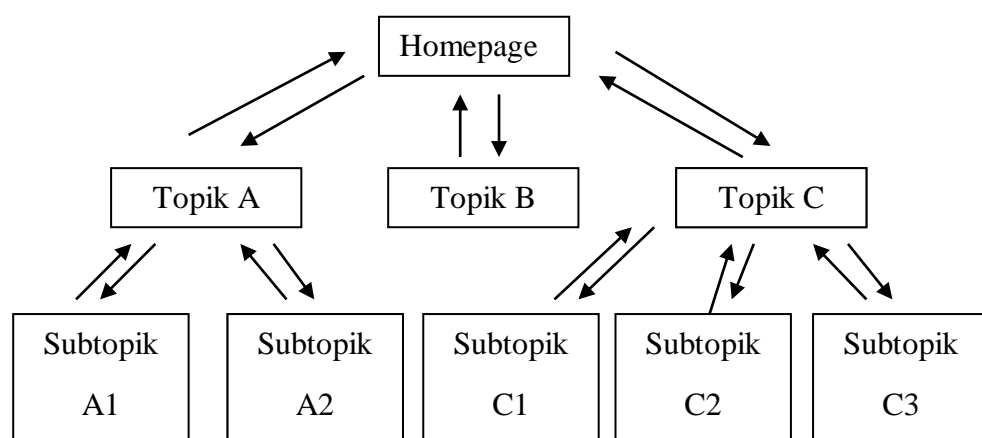 Homepage
Topik A
Topik B
Topik C
Subtopik
A1
Subtopik
A2
Subtopik
C1
Subtopik
C2
Subtopik
C3